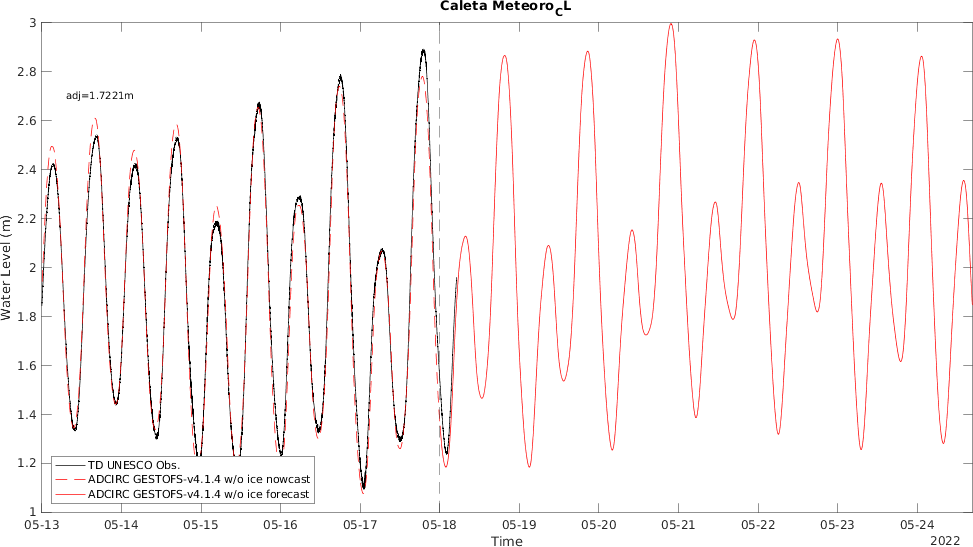 Caleta Meteoro_CL
3
2.8
adj=1.7221m
2.6
2.4
2.2
Water Level (m)
2
1.8
1.6
1.4
1.2
TD UNESCO Obs.
ADCIRC GESTOFS-v4.1.4 w/o ice nowcast
ADCIRC GESTOFS-v4.1.4 w/o ice forecast
1
05-13 05-14 05-15 05-16 05-17 05-18 05-19 05-20 05-21 05-22 05-23 05-24
Time
2022